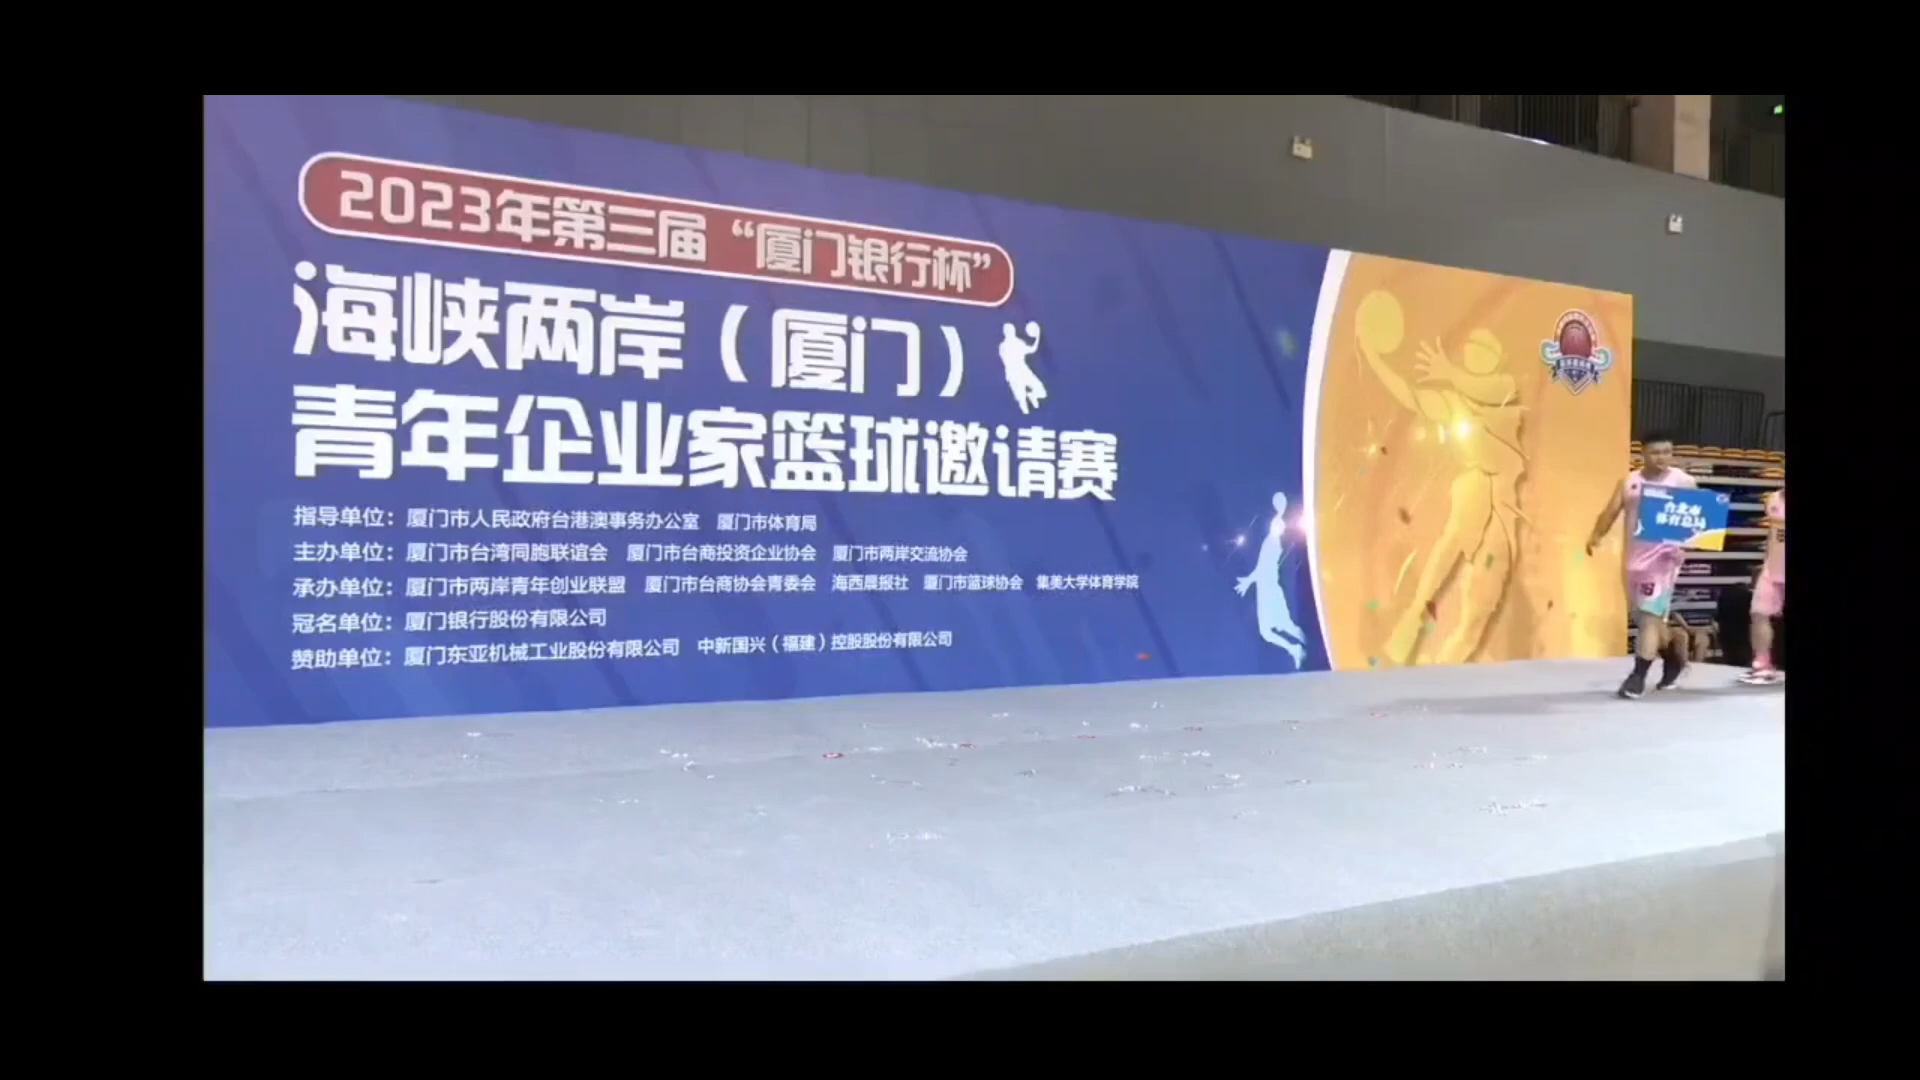 2023年第三届“厦门银行杯”
海峡两岸（厦门）
青年企业家篮球邀请赛
指导单位：厦门市人民政府台港澳事务办公室 厦门市体育局
主办单位：厦门市台湾同胞联谊会 厦门市台商投资企业协会 厦门市两岸交流协会
承办单位：厦门市两岸青年创业联盟 厦门市台商协会青委会 海西晨报社 厦门市篮球协会 集美大学体育学院
冠名单位：厦门银行股份有限公司
赞助单位：厦门东亚机械工业股份有限公司 中新国兴（福建）控股股份有限公司
台北市
体育总局